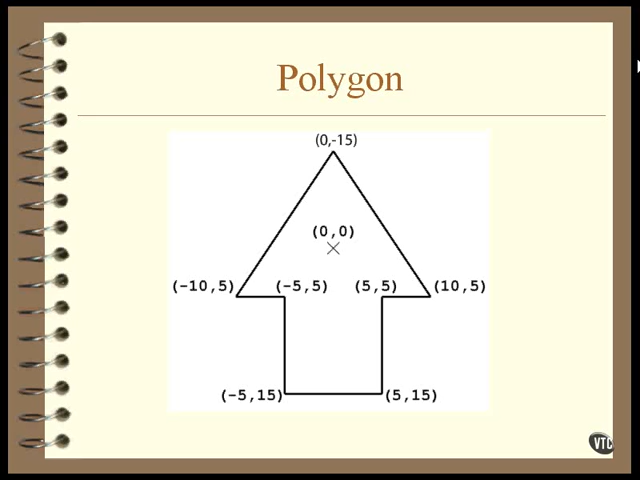 Polygon
(0,-15)
(0,0)
(-10,5) (-5,5) (5,5) (10,5)
(-5,15) (5,15)
VTC